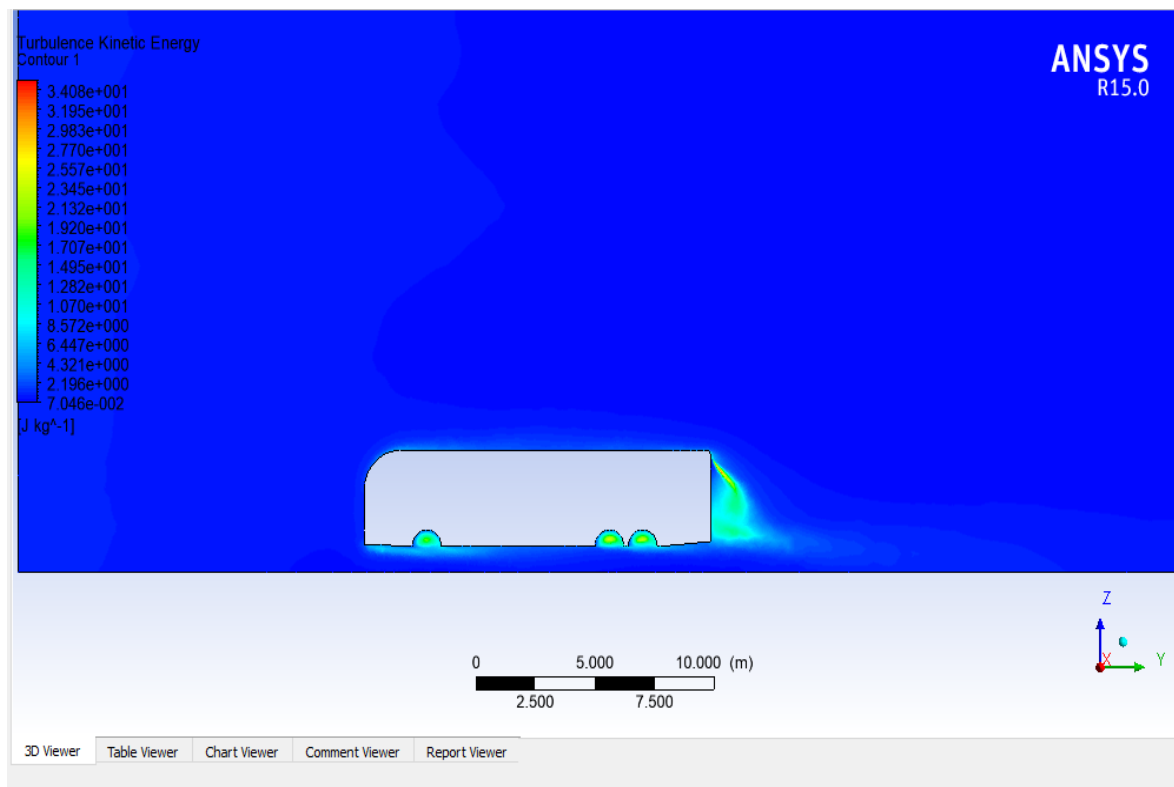 Turbulence Kinetic Energy
Contour 1
ANSYS
R15.0
3.408e+001
3.195e+001
2.983e+001
2.770e+001
2.557e+001
2.345e+001
2.132e+001
1.920e+001
1.707e+001
1.495e+001
1.282e+001
1.070e+001
8.572e+000
6.447e+000
4.321e+000
2.196e+000
7.046e-002
[J kg^-1]
Z
X
Y
0 5.000 10.000 (m)
2.500 7.500
3D Viewer Table Viewer Chart Viewer Comment Viewer Report Viewer